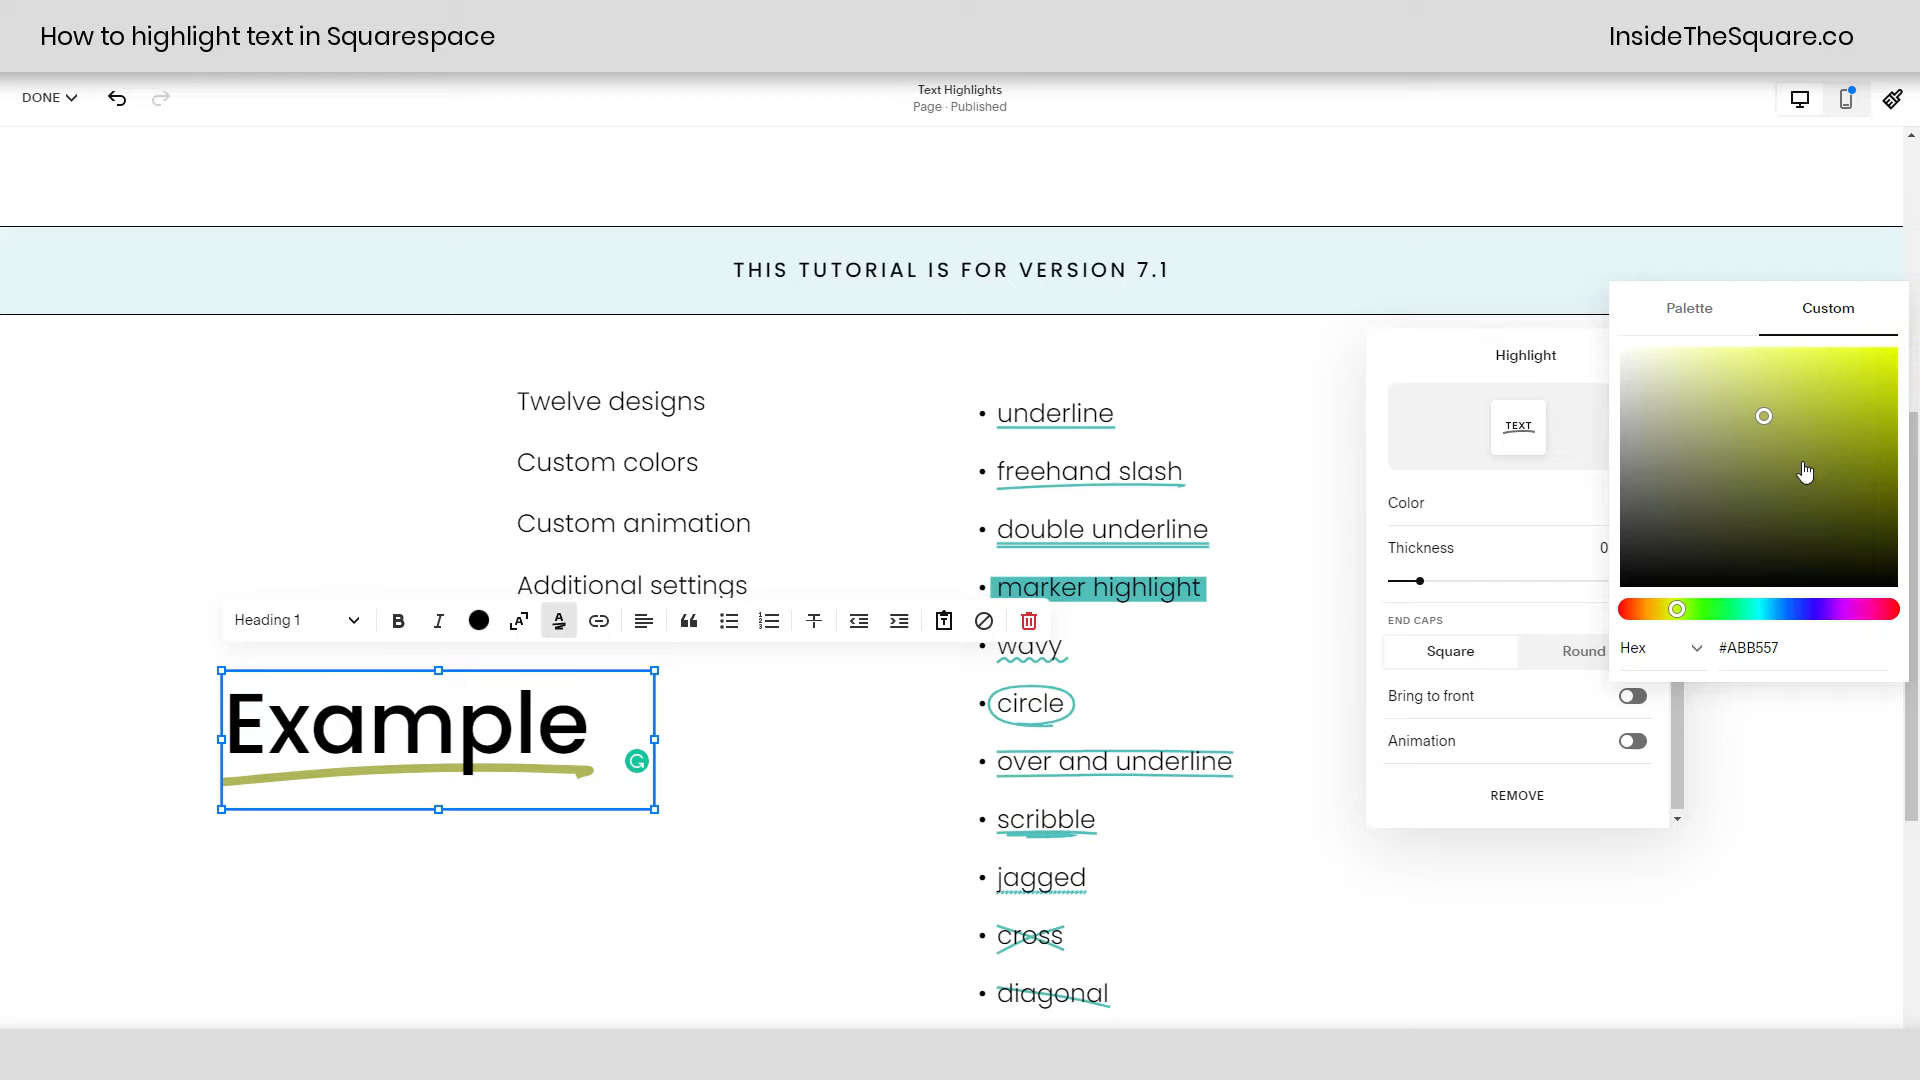 How to highlight text in Squarespace
InsideTheSquare.co
DONE
Text Highlights
Page · Published
THIS TUTORIAL IS FOR VERSION 7.1
Twelve designs
Custom colors
Custom animation
Additional settings
• underline
• freehand slash
• double underline
• marker highlight
• wavy
• circle
• over and underline
• scribble
• jagged
• cross
• diagonal
Heading 1
Example
Highlight
TEXT
Color
Thickness 0
END CAPS
Square Round
Bring to front
Animation
REMOVE
Palette Custom
Hex #ABB557